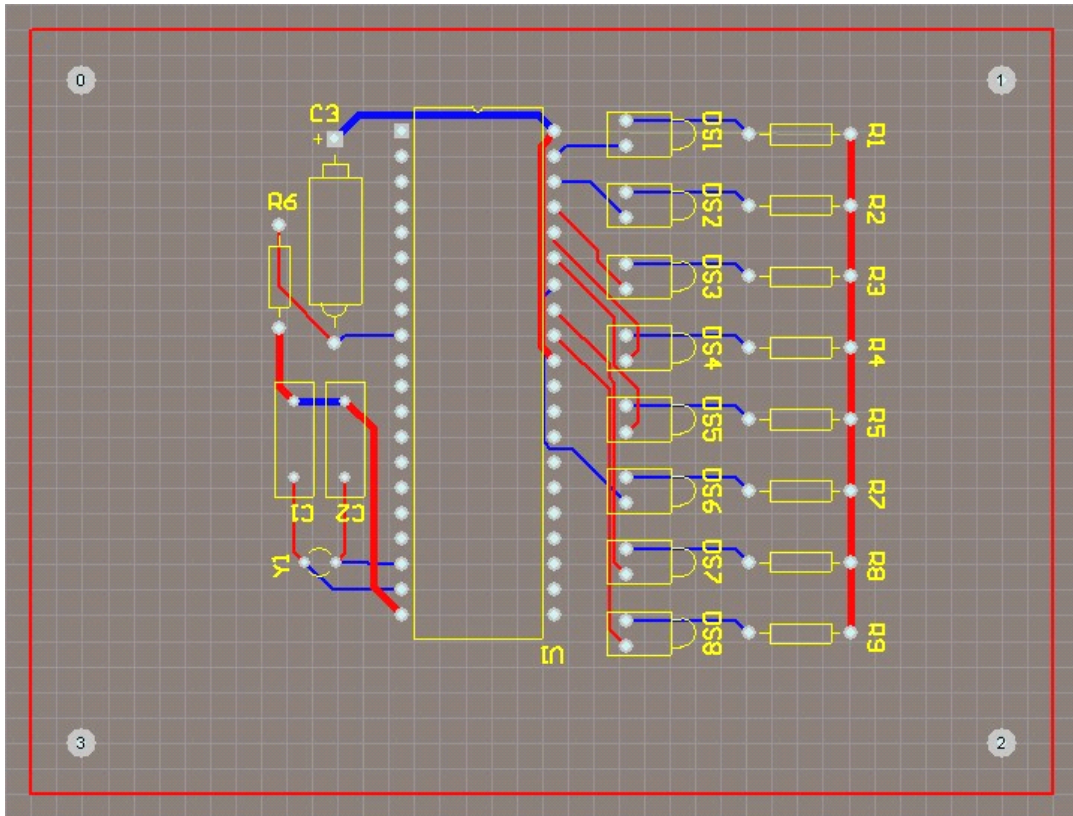 0
1
C3
+
DS1
R1
R6
DS2
R2
DS3
R3
DS4
R4
DS5
R5
DS6
R7
C1
C2
Y1
DS7
R8
DS8
R9
U1
3
2